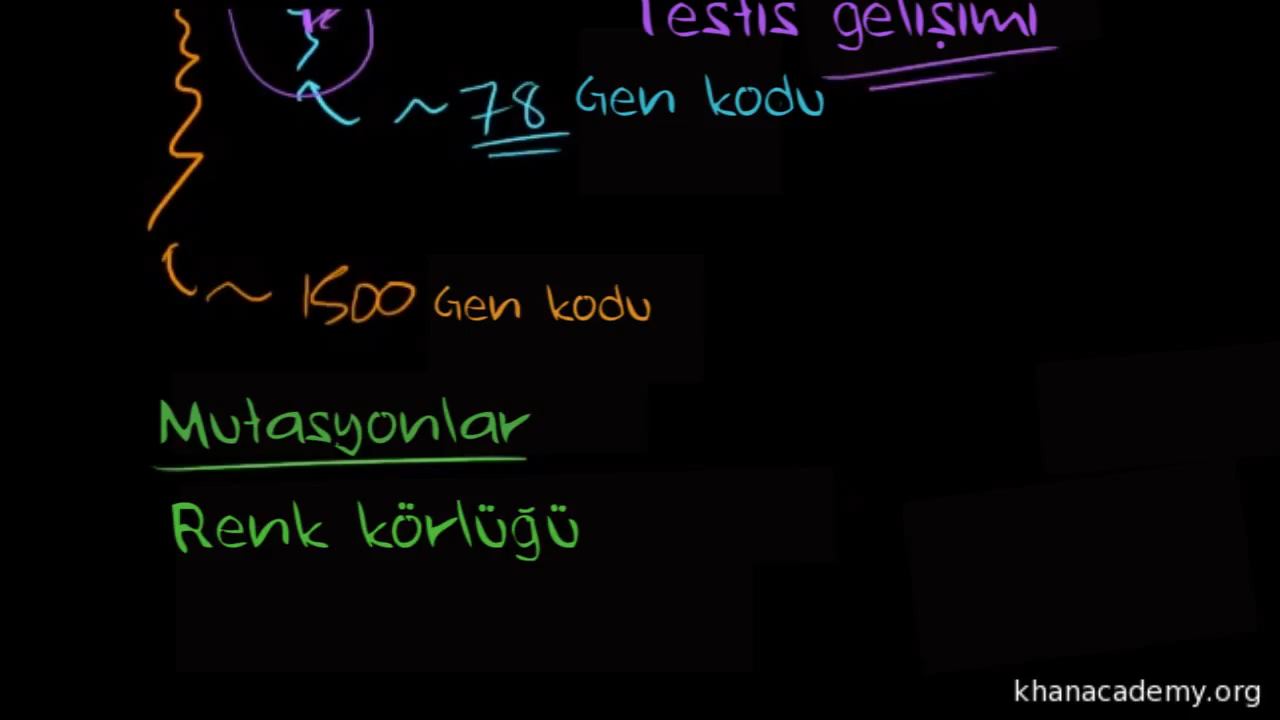 Testis gelişimi
~ 78 Gen kodu
~ 1500 Gen kodu
Mutasyonlar
Renk körlüğü
khanacademy.org